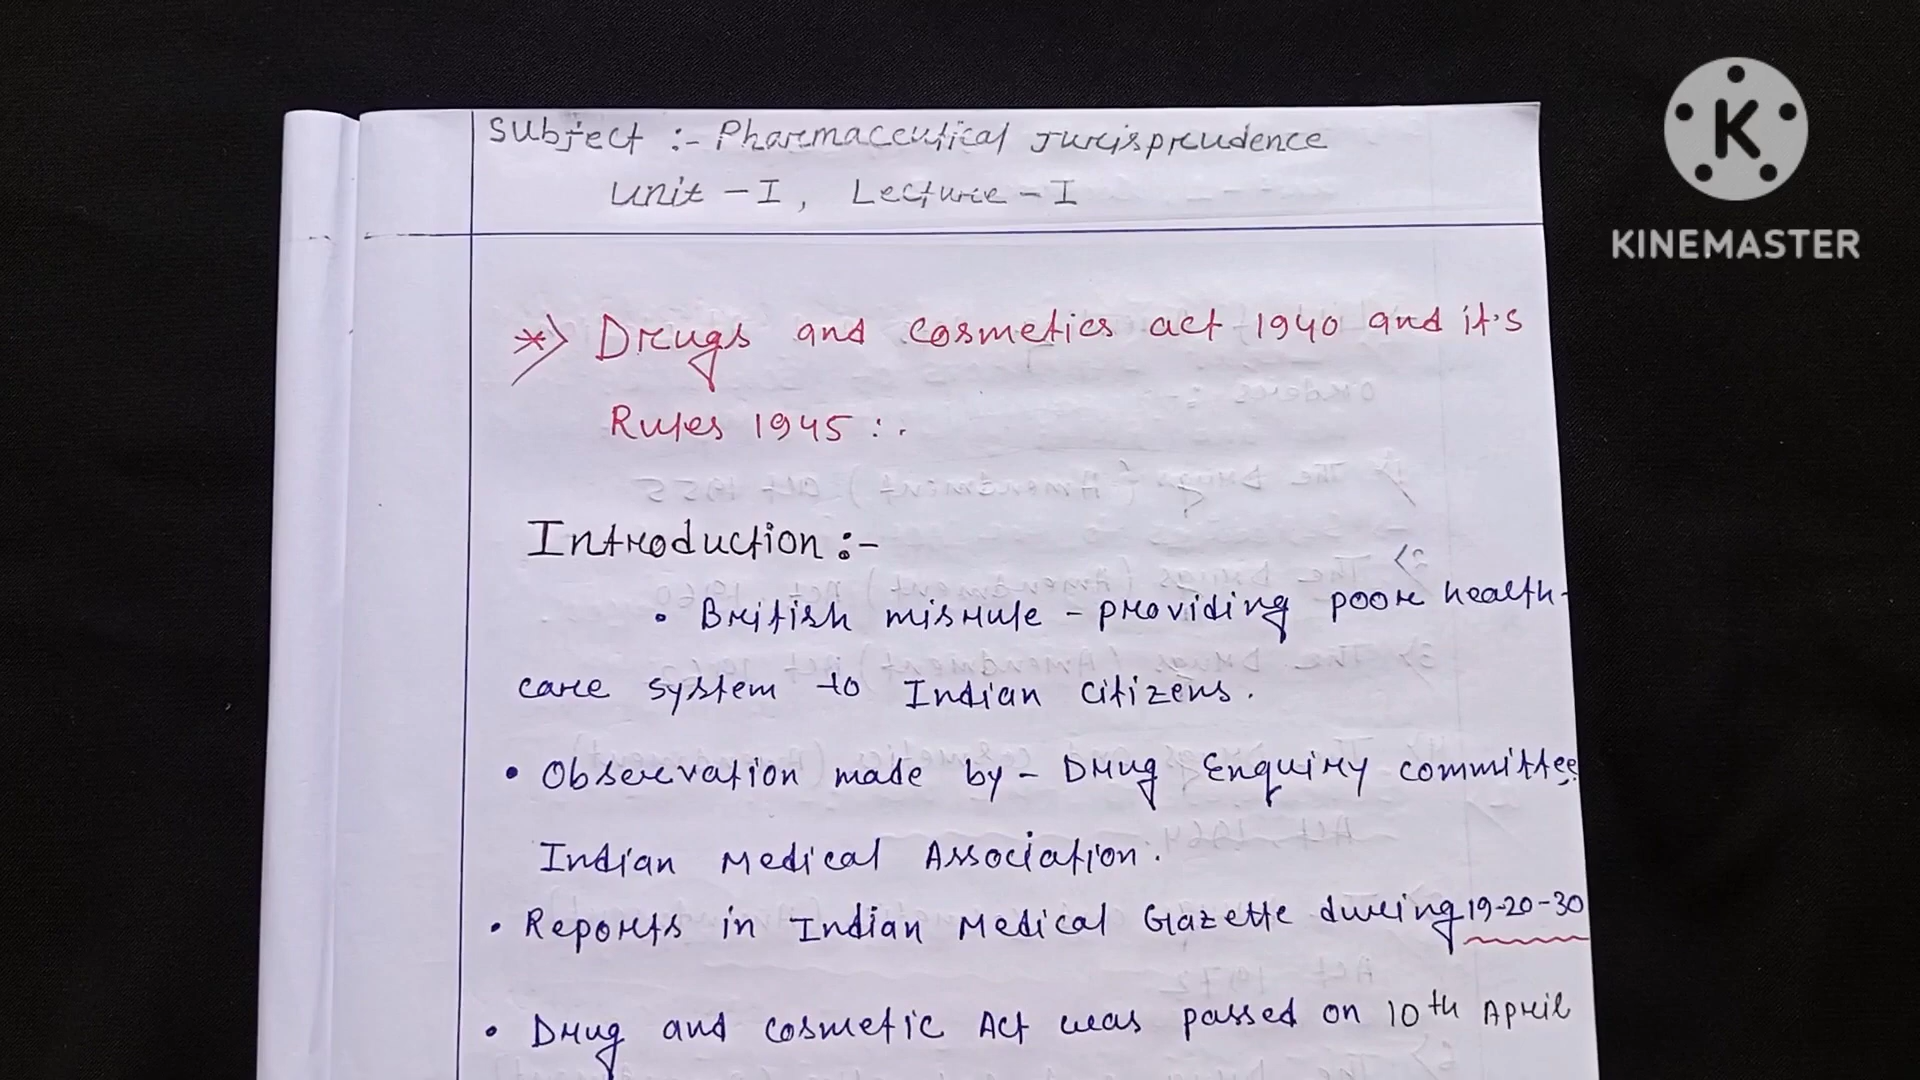 Subject :- Pharmaceutical Jurisprudence
Unit - I, Lecture - I
*) Drugs and cosmetics act 1940 and it's
Rules 1945 :.
Introduction :-
• British misrule - providing poor health-
care system to Indian citizens.
• Observation made by - Drug Enquiry committee,
Indian Medical Association.
• Reports in Indian Medical Gazette during 19-20-30
• Drug and cosmetic Act was passed on 10th April
K
KINEMASTER